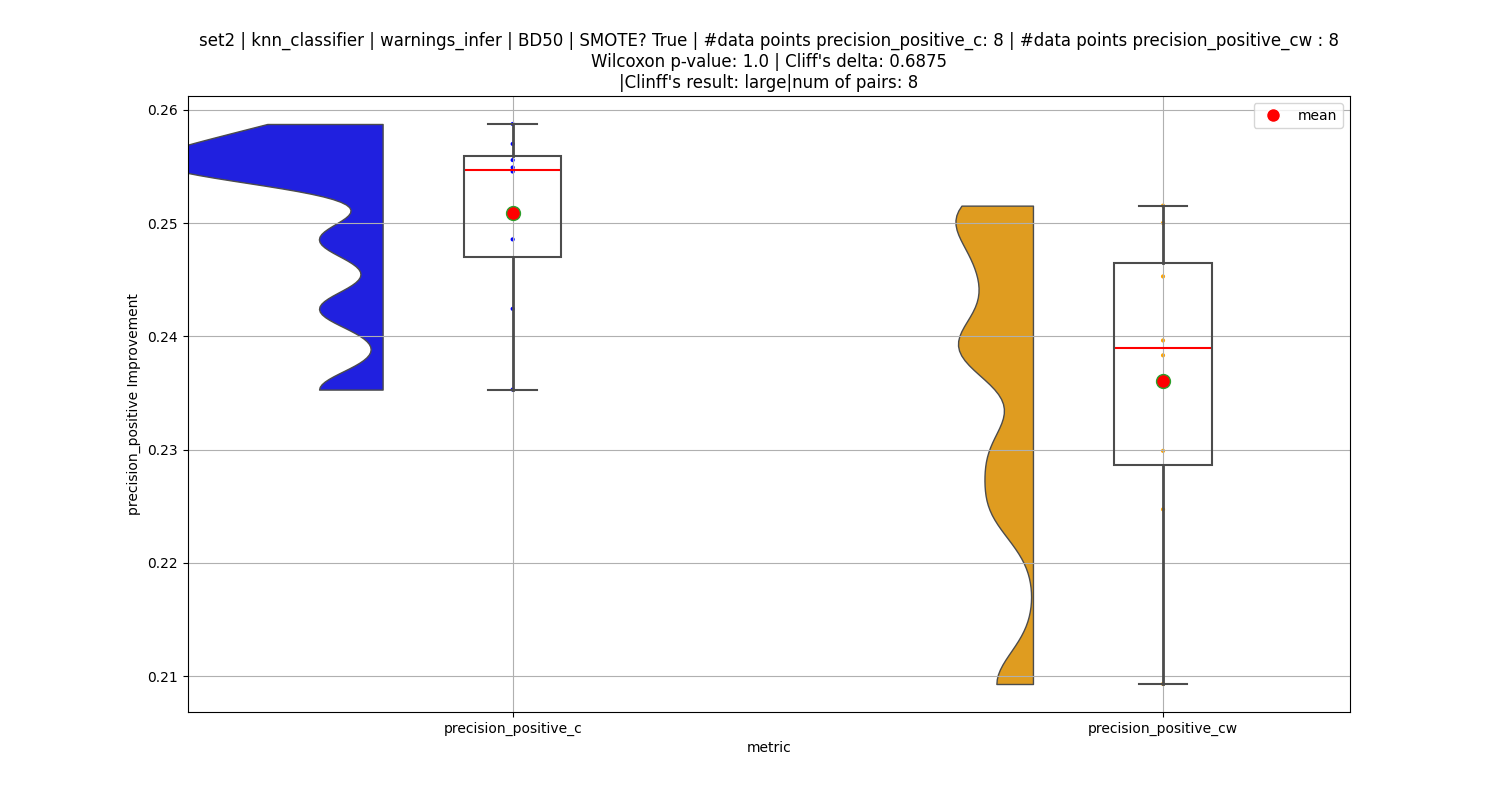 set2 | knn_classifier | warnings_infer | BD50 | SMOTE? True | #data points precision_positive_c: 8 | #data points precision_positive_cw : 8
Wilcoxon p-value: 1.0 | Cliff's delta: 0.6875
|Clinff's result: large|num of pairs: 8
mean
0.26
0.25
0.24
0.23
0.22
0.21
precision_positive Improvement
precision_positive_c
precision_positive_cw
metric